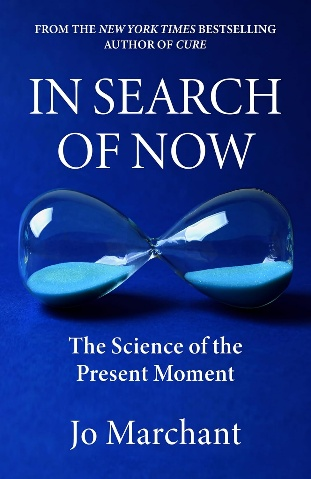 FROM THE NEW YORK TIMES BESTSELLING
AUTHOR OF CURE
IN SEARCH
OF NOW
The Science of the
Present Moment
Jo Marchant